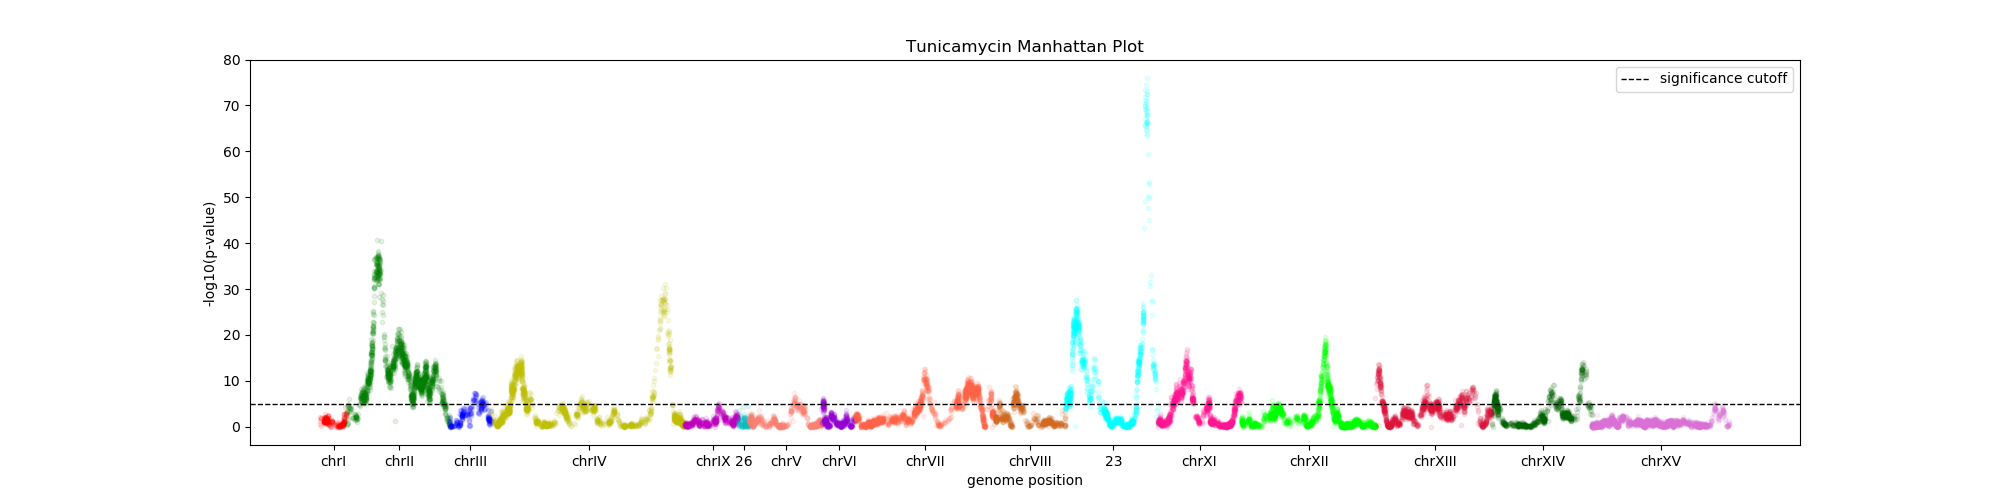 Tunicamycin Manhattan Plot
significance cutoff
-log10(p-value)
80
70
60
50
40
30
20
10
0
chrI chrII chrIII chrIV chrIX 26 chrV chrVI chrVII chrVIII 23 chrXI chrXII chrXIII chrXIV chrXV
genome position